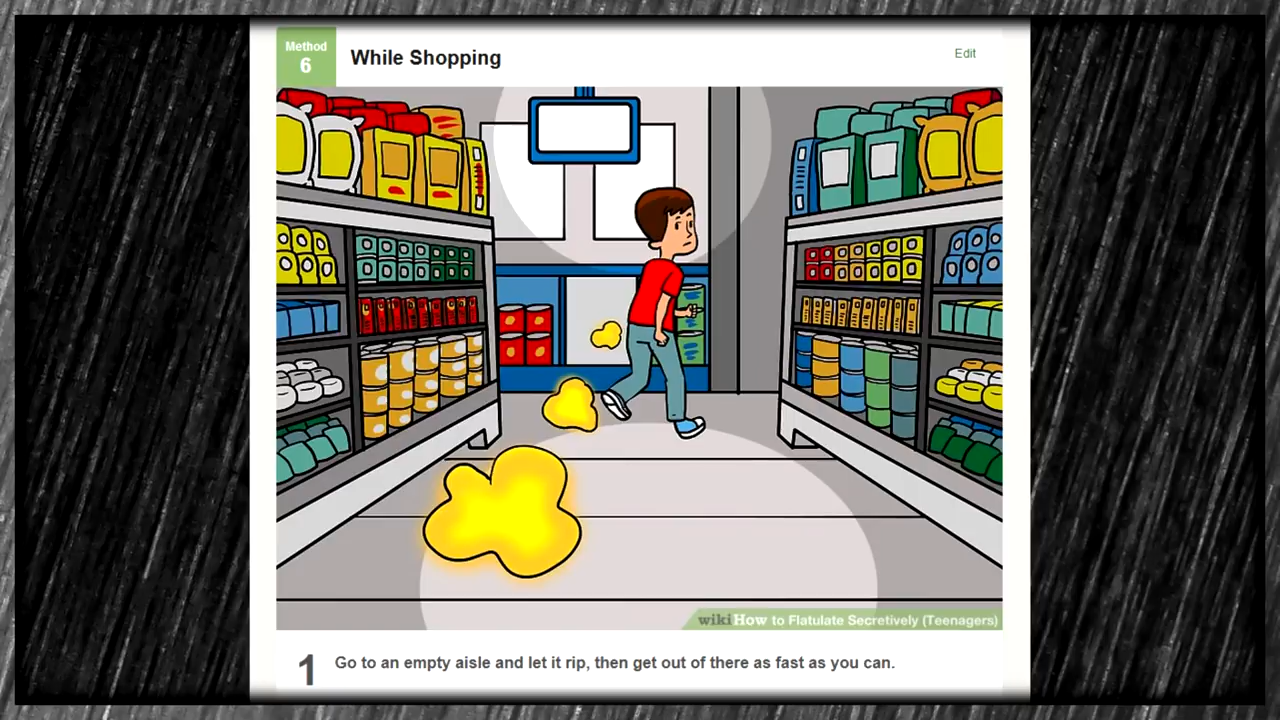 Method
6
While Shopping
Edit
wikiHow to Flatulate Secretively (Teenagers)
1
Go to an empty aisle and let it rip, then get out of there as fast as you can.